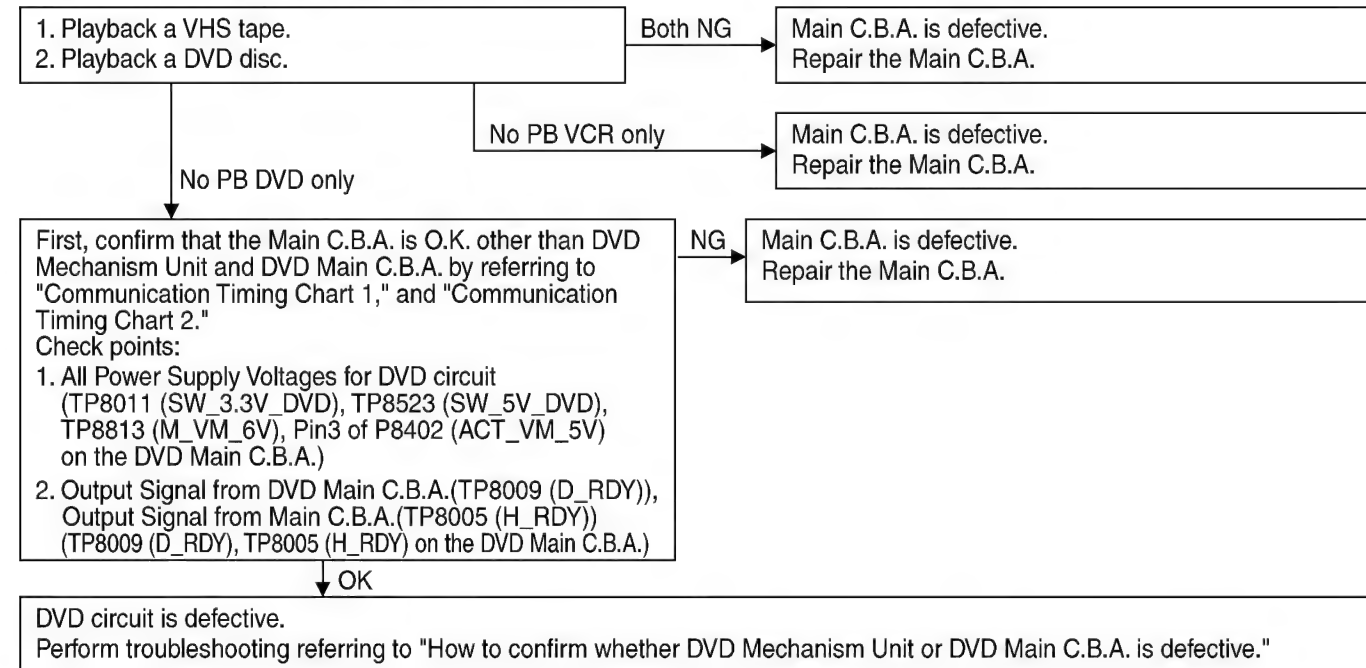 1. Playback a VHS tape.
2. Playback a DVD disc.
Both NG
Main C.B.A. is defective.
Repair the Main C.B.A.
No PB VCR only
Main C.B.A. is defective.
Repair the Main C.B.A.
No PB DVD only
First, confirm that the Main C.B.A. is O.K. other than DVD
Mechanism Unit and DVD Main C.B.A. by referring to
"Communication Timing Chart 1," and "Communication
Timing Chart 2."
Check points:
1. All Power Supply Voltages for DVD circuit
(TP8011 (SW_3.3V_DVD), TP8523 (SW_5V_DVD),
TP8813 (M_VM_6V), Pin3 of P8402 (ACT_VM_5V)
on the DVD Main C.B.A.)
2. Output Signal from DVD Main C.B.A.(TP8009 (D_RDY)),
Output Signal from Main C.B.A.(TP8005 (H_RDY))
(TP8009 (D_RDY), TP8005 (H_RDY) on the DVD Main C.B.A.)
NG
Main C.B.A. is defective.
Repair the Main C.B.A.
OK
DVD circuit is defective.
Perform troubleshooting referring to "How to confirm whether DVD Mechanism Unit or DVD Main C.B.A. is defective."